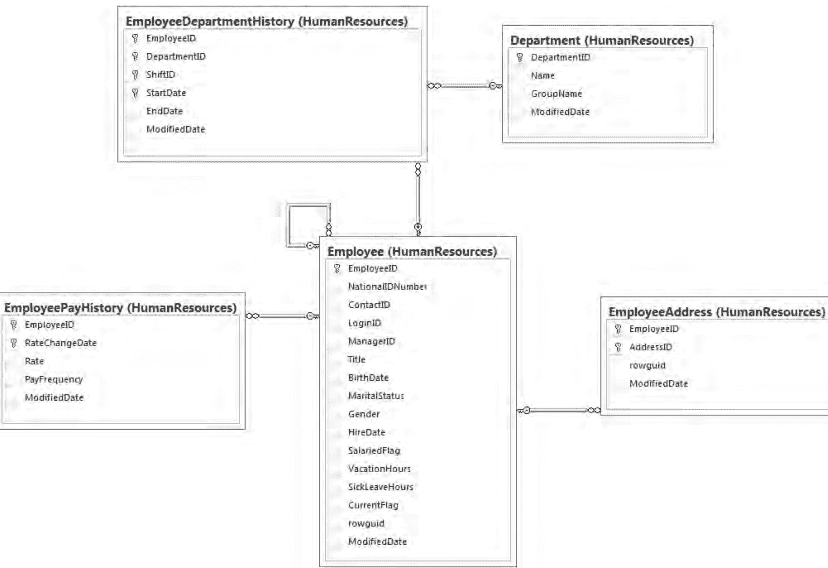 EmployeeDepartmentHistory (HumanResources)
EmployeeID
DepartmentID
ShiftID
StartDate
EndDate
ModifiedDate
Department (HumanResources)
DepartmentID
Name
GroupName
ModifiedDate
Employee (HumanResources)
EmployeeID
NationalIDNumber
ContactID
LoginID
ManagerID
Title
BirthDate
MaritalStatus
Gender
HireDate
SalariedFlag
VacationHours
SickLeaveHours
CurrentFlag
rowguid
ModifiedDate
EmployeePayHistory (HumanResources)
EmployeeID
RateChangeDate
Rate
PayFrequency
ModifiedDate
EmployeeAddress (HumanResources)
EmployeeID
AddressID
rowguid
ModifiedDate